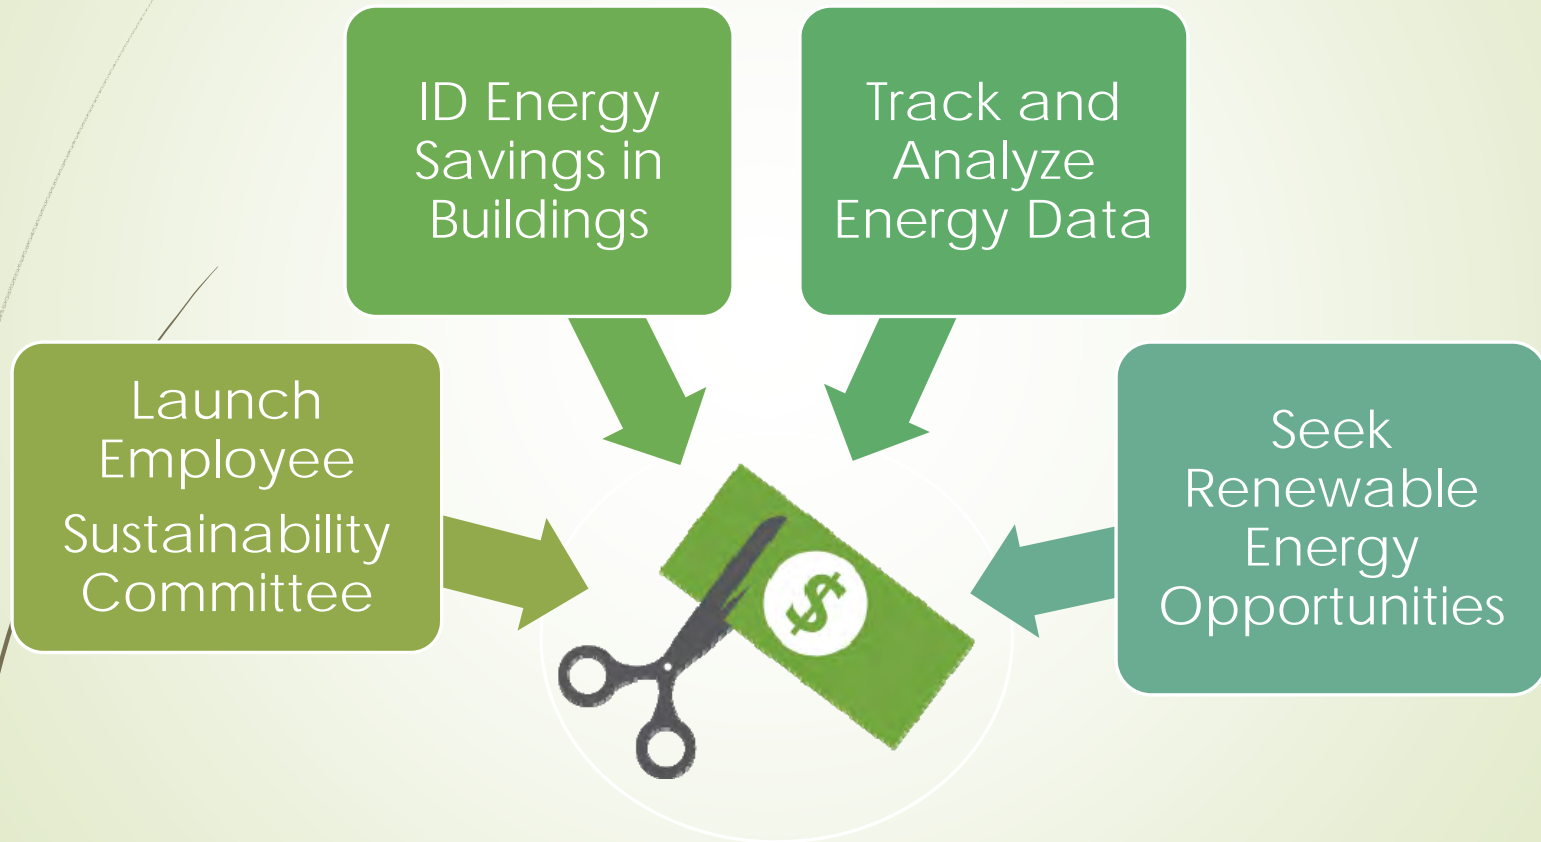 ID Energy
Savings in
Buildings
Track and
Analyze
Energy Data
Launch
Employee
Sustainability
Committee
Seek
Renewable
Energy
Opportunities
$